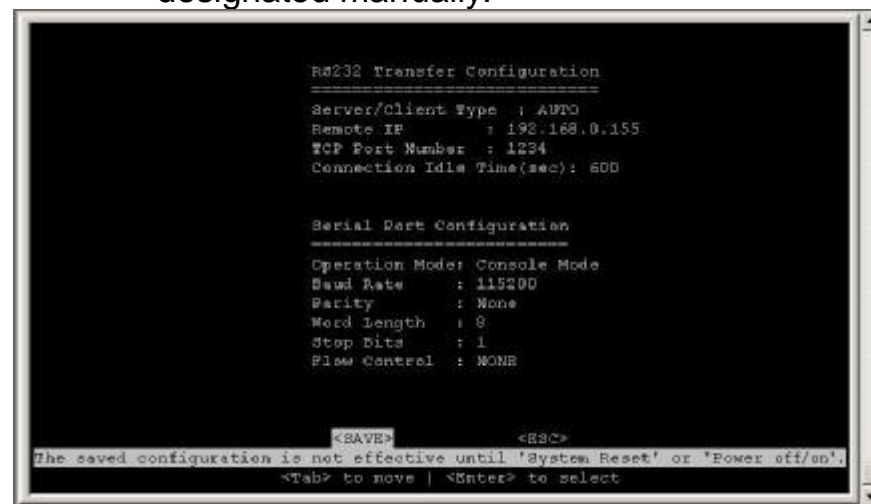 designated manually.
RS232 Transfer Configuration
Server/Client Type : AUTO
Remote IP : 192.168.0.155
TCP Port Number : 1234
Connection Idle Time(sec): 600
Serial Port Configuration
Operation Mode: Console Mode
Baud Rate : 115200
Parity : None
Word Length : 8
Stop Bits : 1
Flow Control : NONE
<SAVE> <ESC>
The saved configuration is not effective until 'System Reset' or 'Power off/on'.
<Tab> to move | <Enter> to select